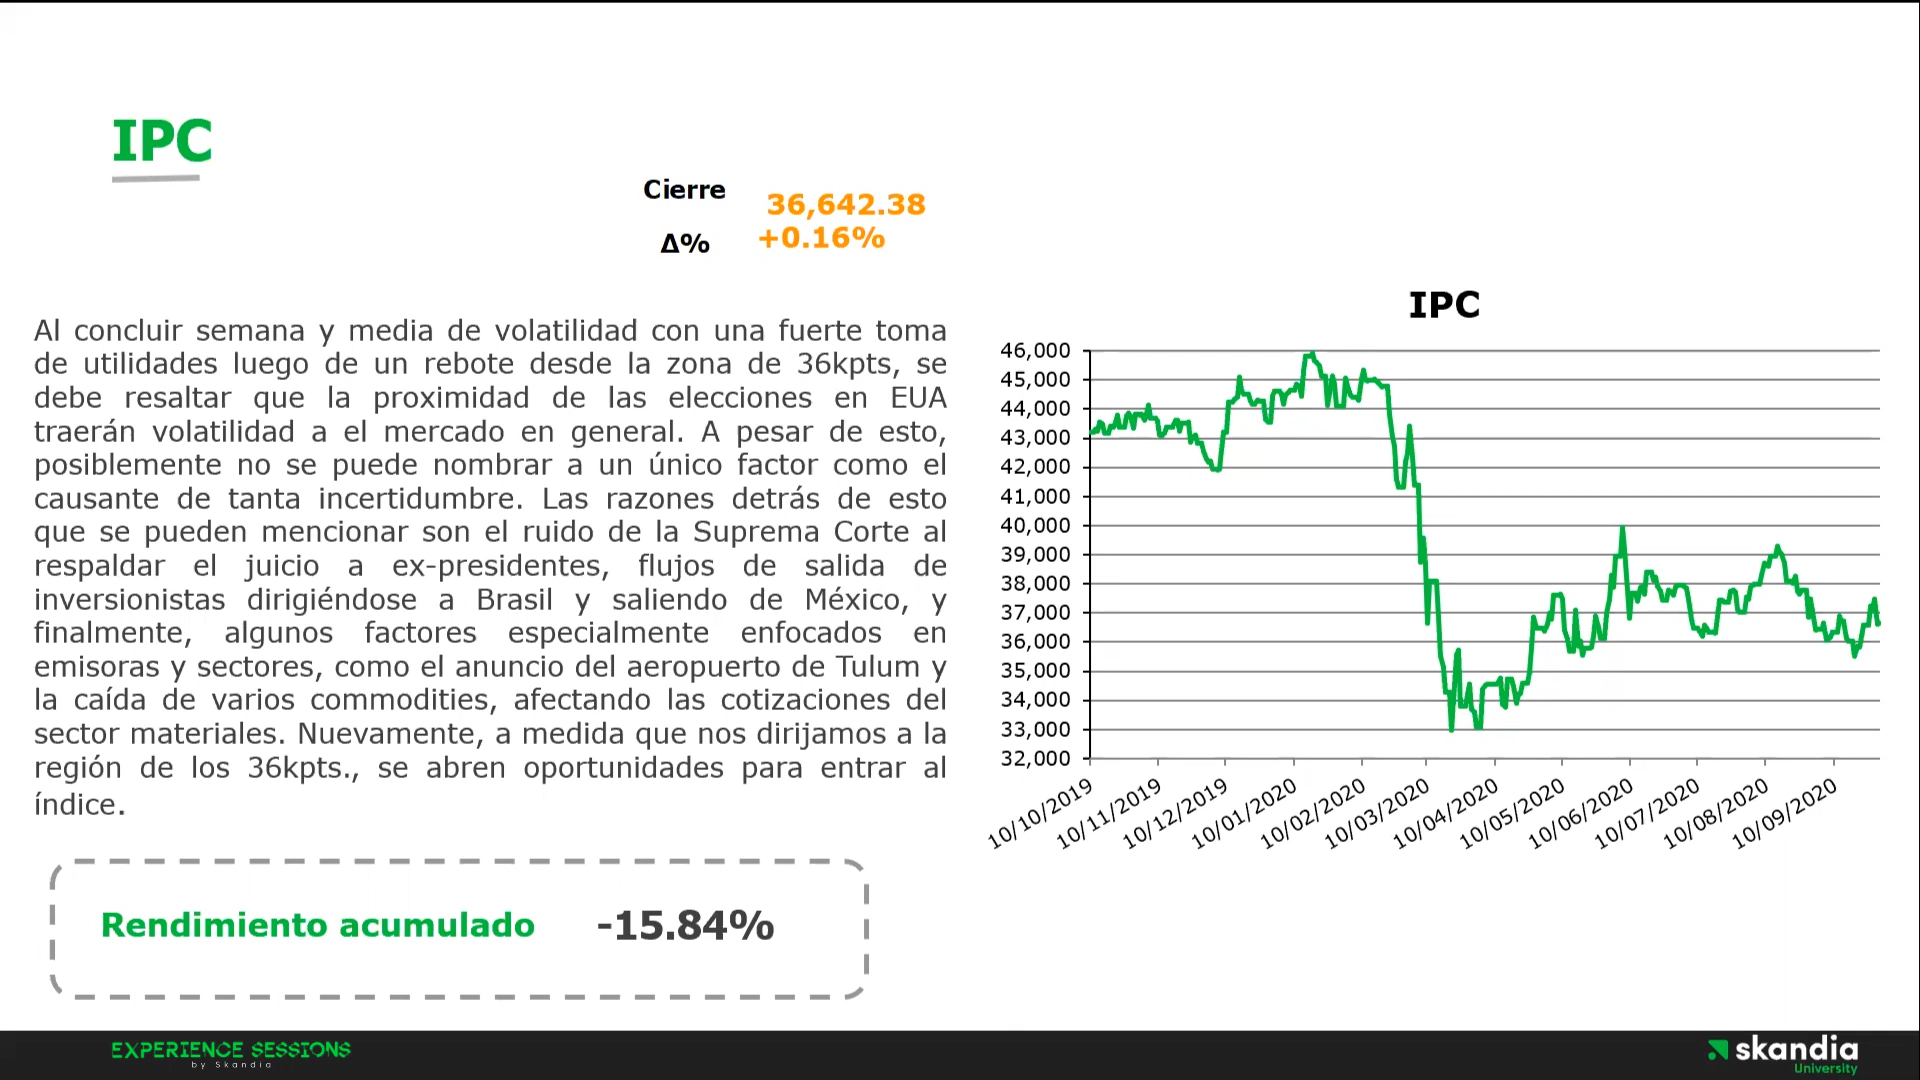 IPC
Cierre
36,642.38
Δ%
+0.16%
Al concluir semana y media de volatilidad con una fuerte toma
de utilidades luego de un rebote desde la zona de 36kpts, se
debe resaltar que la proximidad de las elecciones en EUA
traerán volatilidad a el mercado en general. A pesar de esto,
posiblemente no se puede nombrar a un único factor como el
causante de tanta incertidumbre. Las razones detrás de esto
que se pueden mencionar son el ruido de la Suprema Corte al
respaldar el juicio a ex-presidentes, flujos de salida de
inversionistas dirigiéndose a Brasil y saliendo de México, y
finalmente, algunos factores especialmente enfocados en
emisoras y sectores, como el anuncio del aeropuerto de Tulum y
la caída de varios commodities, afectando las cotizaciones del
sector materiales. Nuevamente, a medida que nos dirijamos a la
región de los 36kpts., se abren oportunidades para entrar al
índice.
Rendimiento acumulado -15.84%
IPC
46,000
45,000
44,000
43,000
42,000
41,000
40,000
39,000
38,000
37,000
36,000
35,000
34,000
33,000
32,000
10/10/2019
10/11/2019
10/12/2019
10/01/2020
10/02/2020
10/03/2020
10/04/2020
10/05/2020
10/06/2020
10/07/2020
10/08/2020
10/09/2020
EXPERIENCE SESSIONS
by Skandia
skandia
University